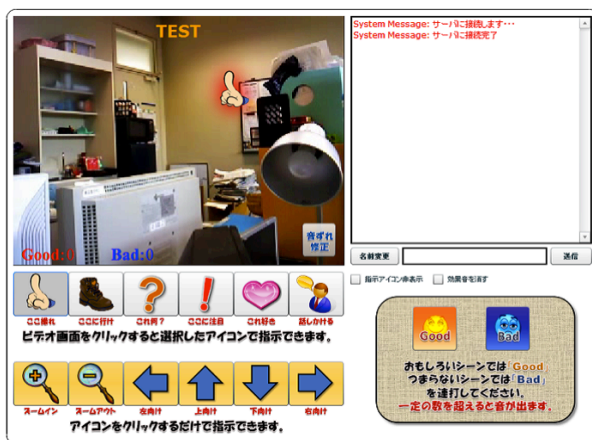 TEST
Good:0 Bad:0
音ずれ
修正
System Message: サーバに接続します・・・
System Message: サーバに接続完了
名前変更
送信
指示アイコン非表示 効果音を消す
ここ撮れ ここに行け これ何? ここに注目 これ好き 話しかける
ビデオ画面をクリックすると選択したアイコンで指示できます。
ズームイン ズームアウト 左向け 上向け 下向け 右向け
アイコンをクリックするだけで指示できます。
Good Bad
おもしろいシーンでは「Good」
つまらないシーンでは「Bad」
を連打してください。
一定の数を超えると音が出ます。